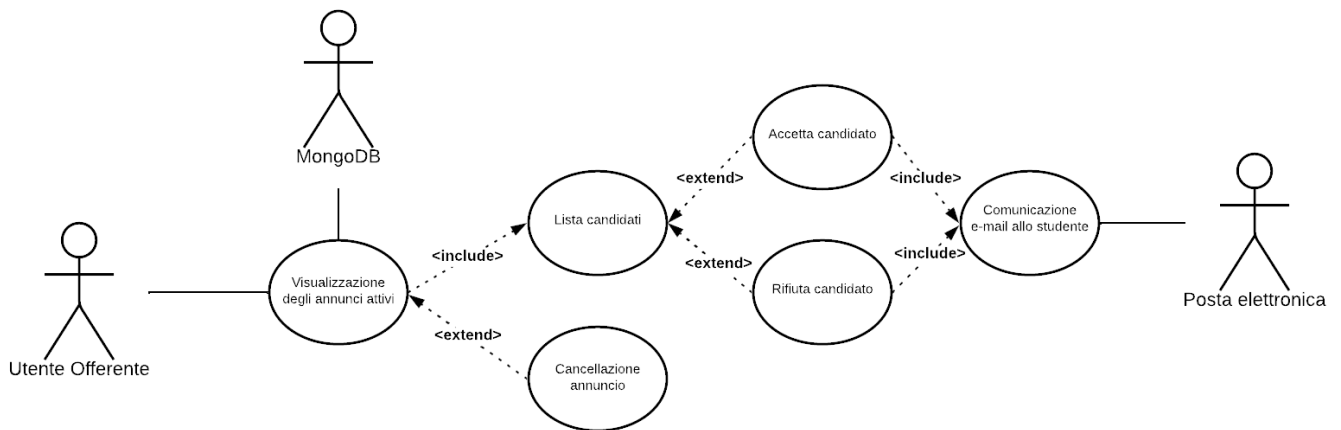 MongoDB
Utente Offerente
Visualizzazione
degli annunci attivi
<include>
<extend>
Lista candidati
Cancellazione
annuncio
<extend>
<extend>
Accetta candidato
Rifiuta candidato
<include>
<include>
Comunicazione
e-mail allo studente
Posta elettronica